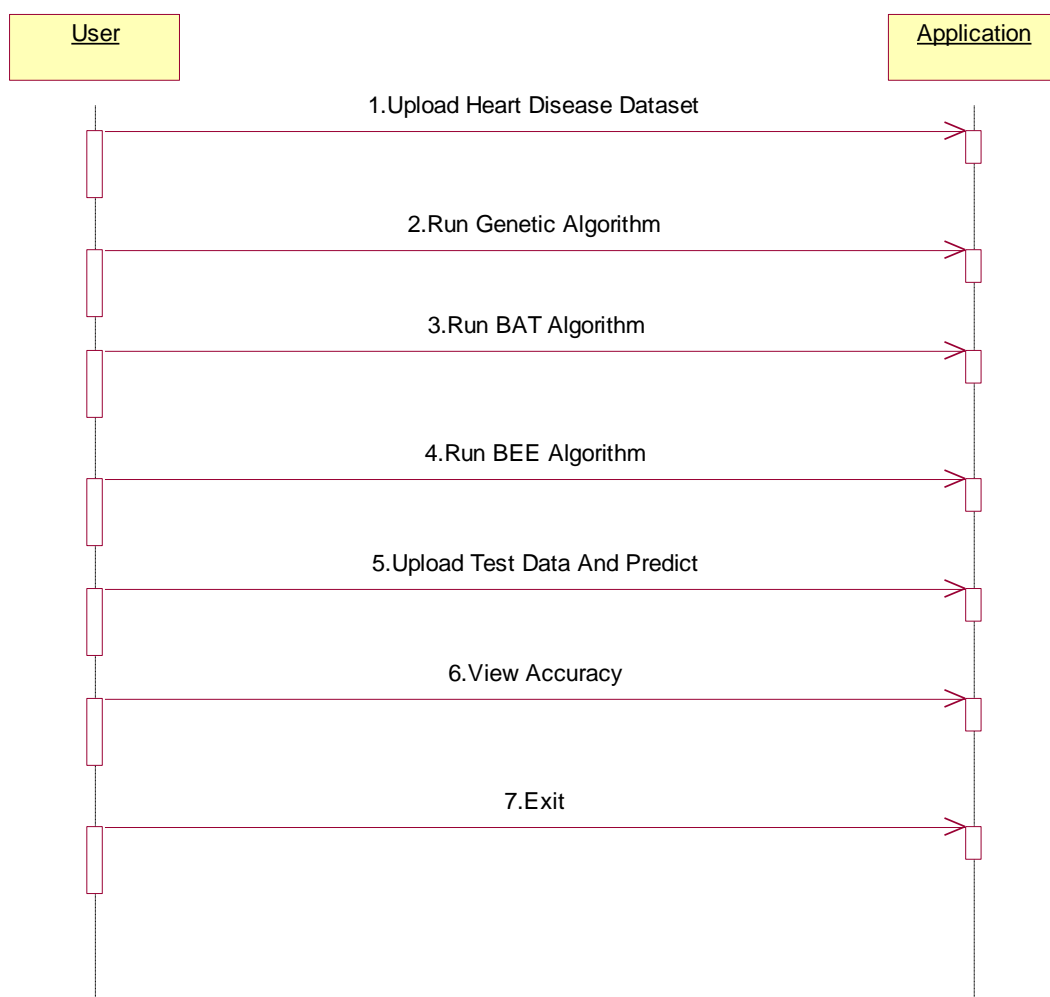 User
Application
1.Upload Heart Disease Dataset
2.Run Genetic Algorithm
3.Run BAT Algorithm
4.Run BEE Algorithm
5.Upload Test Data And Predict
6.View Accuracy
7.Exit